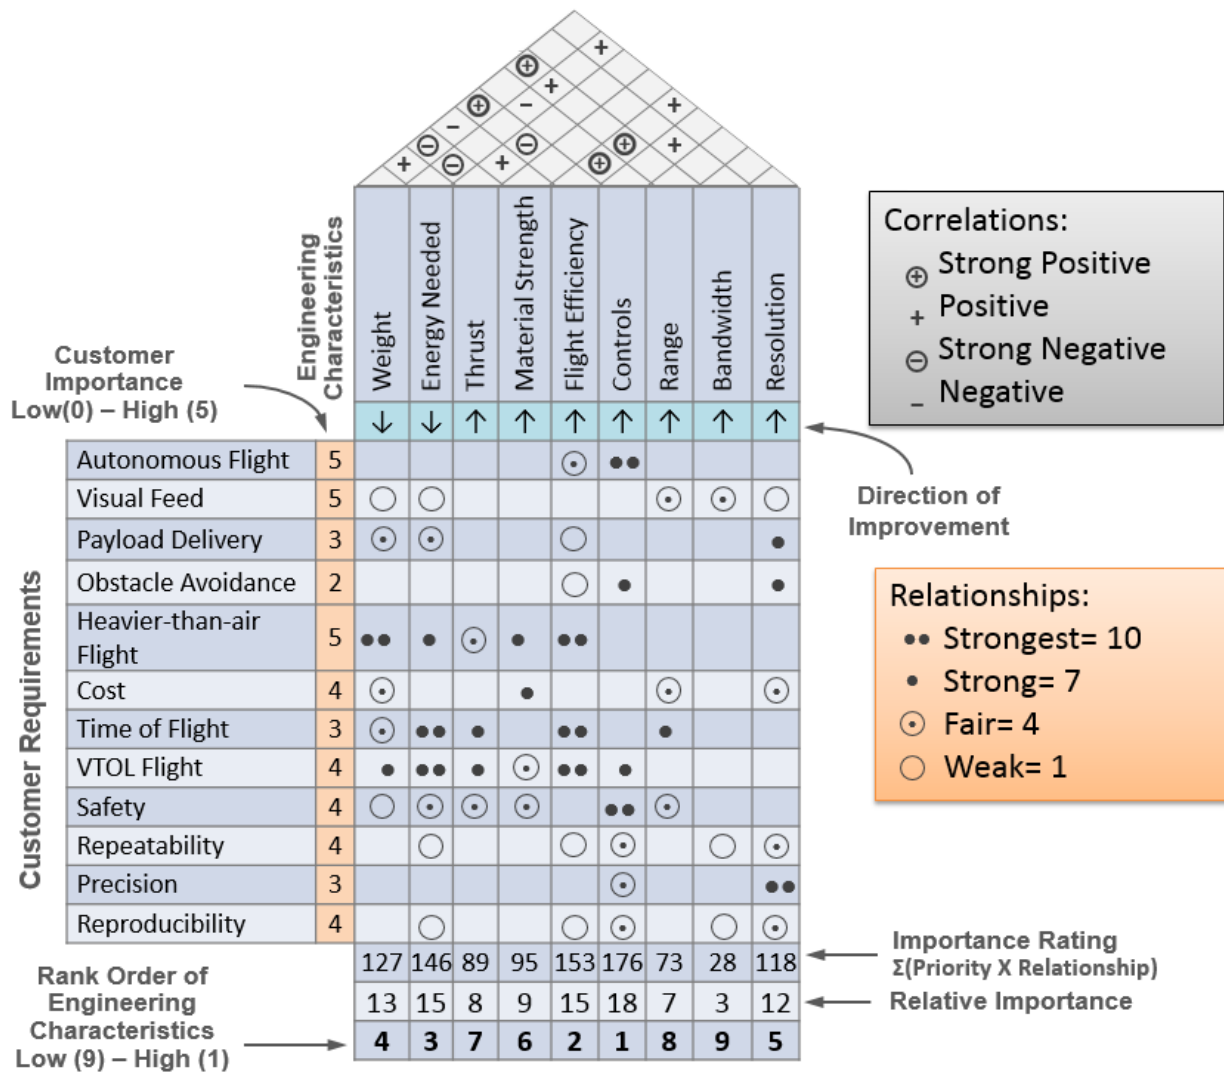 Engineering
Characteristics
Weight
Energy Needed
Thrust
Material Strength
Flight Efficiency
Controls
Range
Bandwidth
Resolution
Correlations:
Strong Positive
Positive
Strong Negative
Negative
Customer
Importance
Low(0) – High (5)
Direction of
Improvement
Customer Requirements
Autonomous Flight 5
Visual Feed 5
Payload Delivery 3
Obstacle Avoidance 2
Heavier-than-air
Flight 5
Cost 4
Time of Flight 3
VTOL Flight 4
Safety 4
Repeatability 4
Precision 3
Reproducibility 4
Relationships:
Strongest= 10
Strong= 7
Fair= 4
Weak= 1
127 146 89 95 153 176 73 28 118
13 15 8 9 15 18 7 3 12
4 3 7 6 2 1 8 9 5
Importance Rating
Σ(Priority X Relationship)
Relative Importance
Rank Order of
Engineering
Characteristics
Low (9) – High (1)